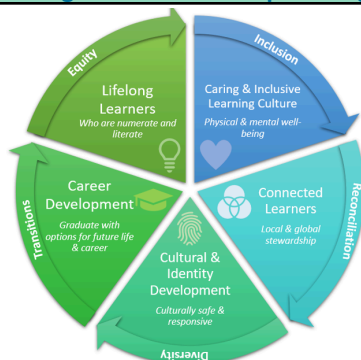 Equity
Lifelong
Learners
Who are numerate and
literate
Inclusion
Caring & Inclusive
Learning Culture
Physical & mental well-
being
Reconciliation
Connected
Learners
Local & global
stewardship
Diversity
Cultural &
Identity
Development
Culturally safe &
responsive
Transitions
Career
Development
Graduate with
options for future life
& career